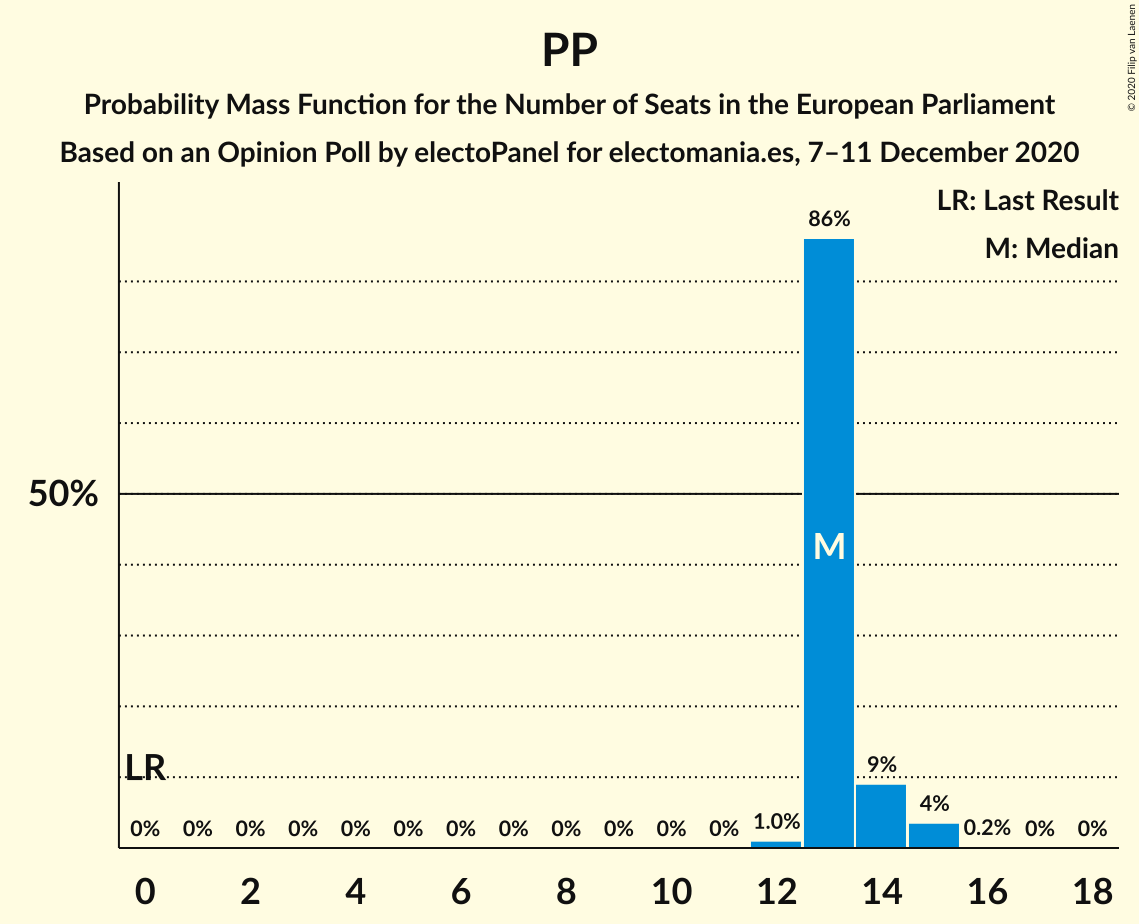 PP
Probability Mass Function for the Number of Seats in the European Parliament
Based on an Opinion Poll by electoPanel for electomania.es, 7–11 December 2020
© 2020 Filip van Laenen
LR: Last Result
M: Median
86%
50%
M
LR
0% 0% 0% 0% 0% 0% 0% 0% 0% 0% 0% 0% 1.0% 9% 4% 0.2% 0% 0%
0 2 4 6 8 10 12 14 16 18